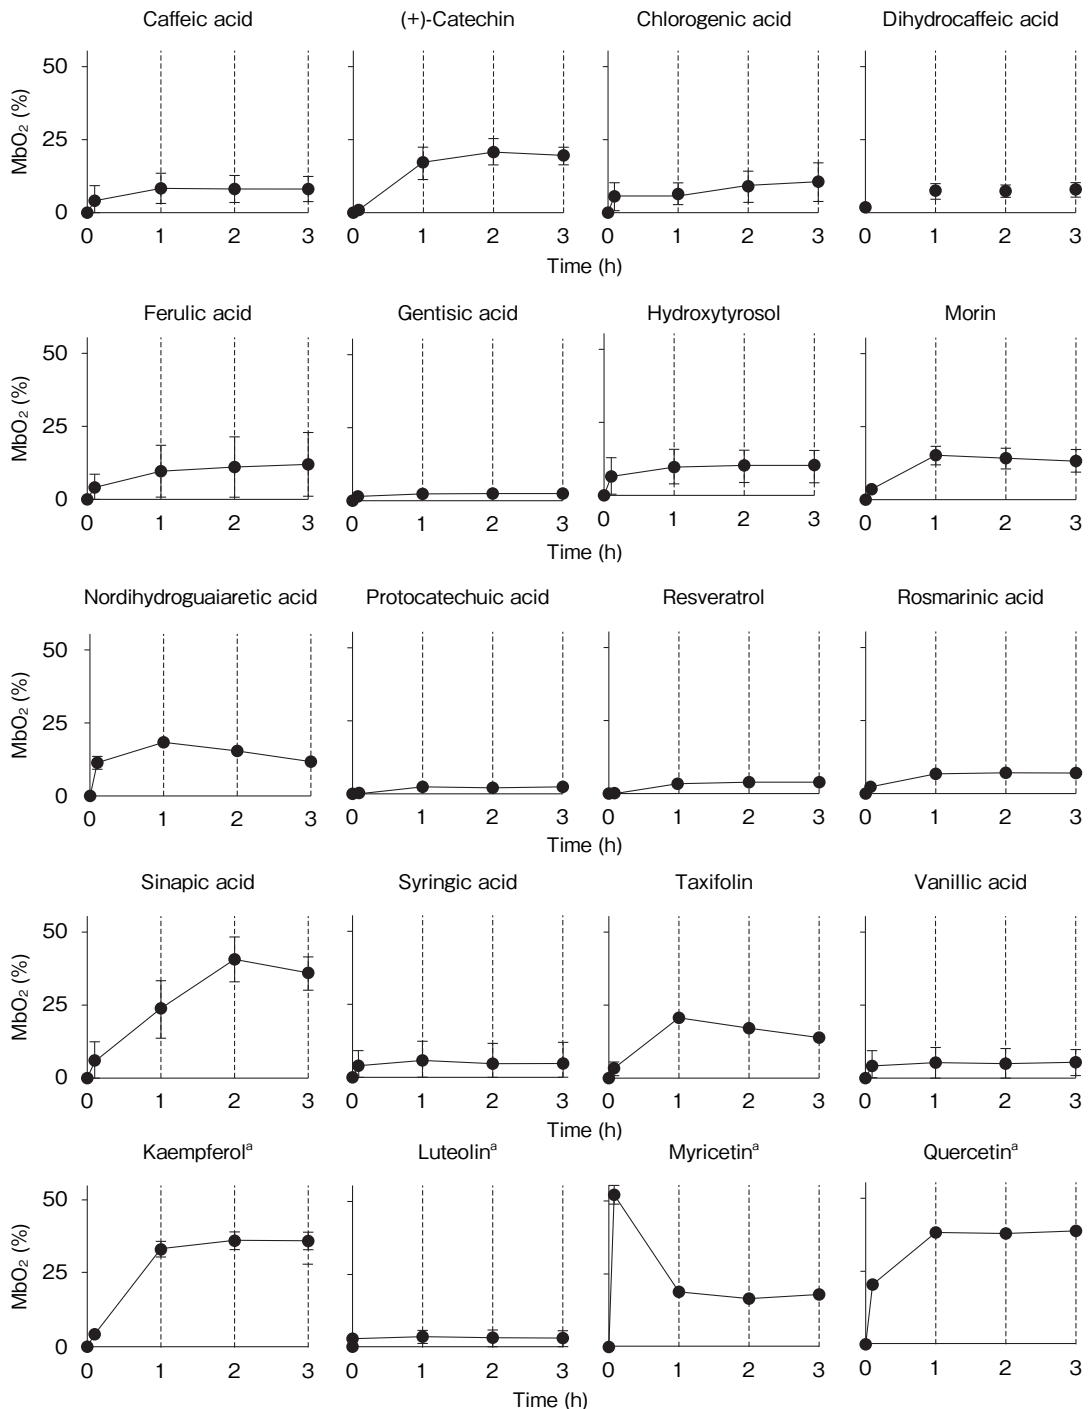 Caffeic acid (+)-Catechin Chlorogenic acid Dihydrocaffeic acid
50
25
0
MbO₂ (%)
0 1 2 3 0 1 2 3 0 1 2 3 0 1 2 3
Time (h)
Ferulic acid Gentisic acid Hydroxytyrosol Morin
50
25
0
MbO₂ (%)
0 1 2 3 0 1 2 3 0 1 2 3 0 1 2 3
Time (h)
Nordihydroguaiaretic acid Protocatechuic acid Resveratrol Rosmarinic acid
50
25
0
MbO₂ (%)
0 1 2 3 0 1 2 3 0 1 2 3 0 1 2 3
Time (h)
Sinapic acid Syringic acid Taxifolin Vanillic acid
50
25
0
MbO₂ (%)
0 1 2 3 0 1 2 3 0 1 2 3 0 1 2 3
Time (h)
Kaempferolᵃ Luteolinᵃ Myricetinᵃ Quercetinᵃ
50
25
0
MbO₂ (%)
0 1 2 3 0 1 2 3 0 1 2 3 0 1 2 3
Time (h)